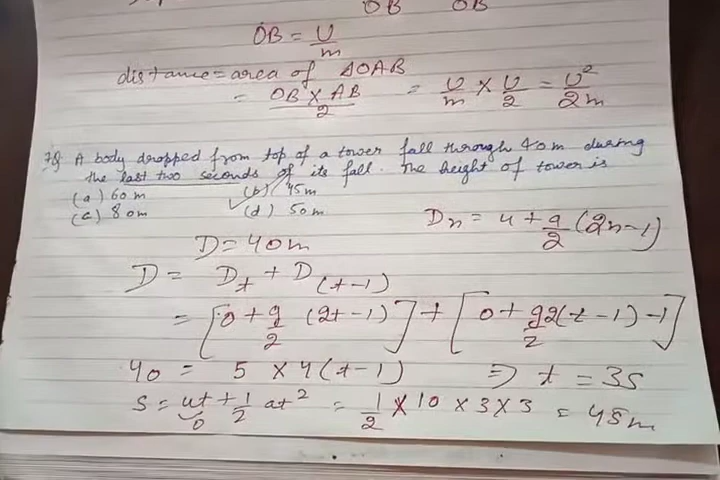 OB OB
OB = U/m
distance = area of ΔOAB
= OB X AB / 2 = U/m × U/2 = U²/2m
7Q A body dropped from top of a tower fall through 40m during
the last two seconds of its fall. The height of tower is
(a) 60m (b) 45m
(c) 80m (d) 50m
Dn = u + a/2 (2n-1)
D = 40m
D = Dt + D(t-1)
= [0 + g/2 (2t-1)] + [0 + g/2 2(t-1)-1]
40 = 5 × 4(t-1) ⇒ t = 3s
S = ut + 1/2 at² = 1/2 × 10 × 3 × 3 = 45m
0